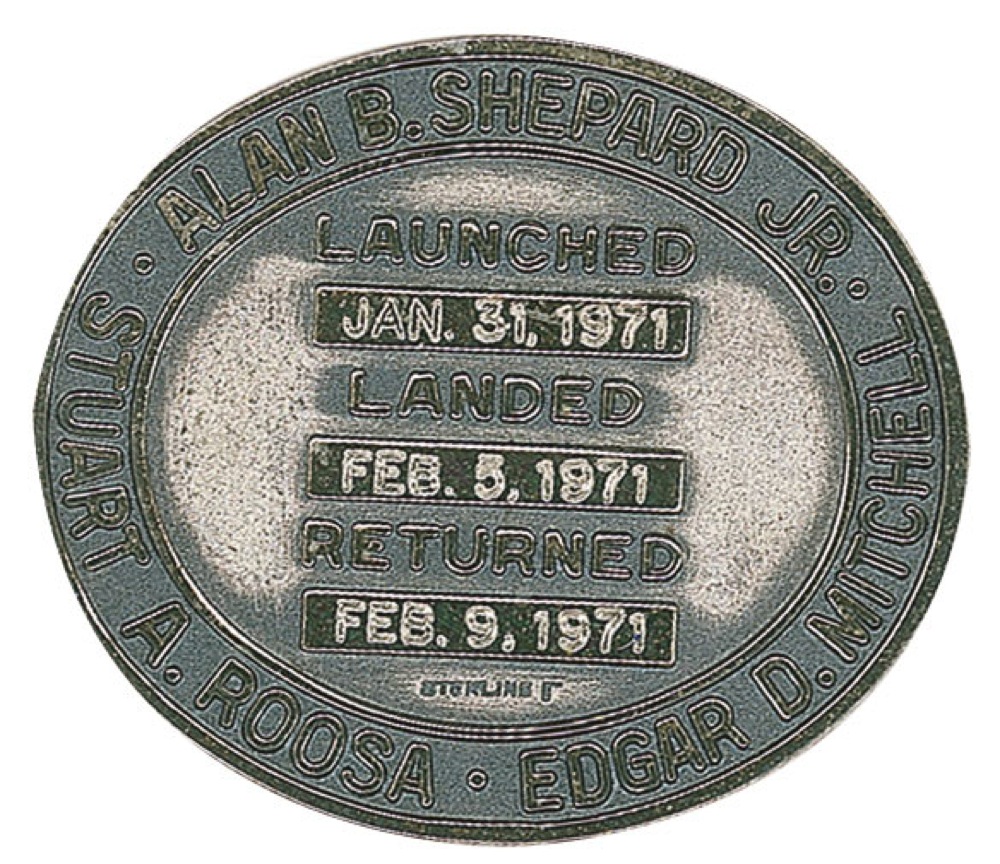 ALAN B. SHEPARD JR. · EDGAR D. MITCHELL
STUART A. ROOSA ·
LAUNCHED
JAN. 31, 1971
LANDED
FEB. 5, 1971
RETURNED
FEB. 9, 1971
STERLING